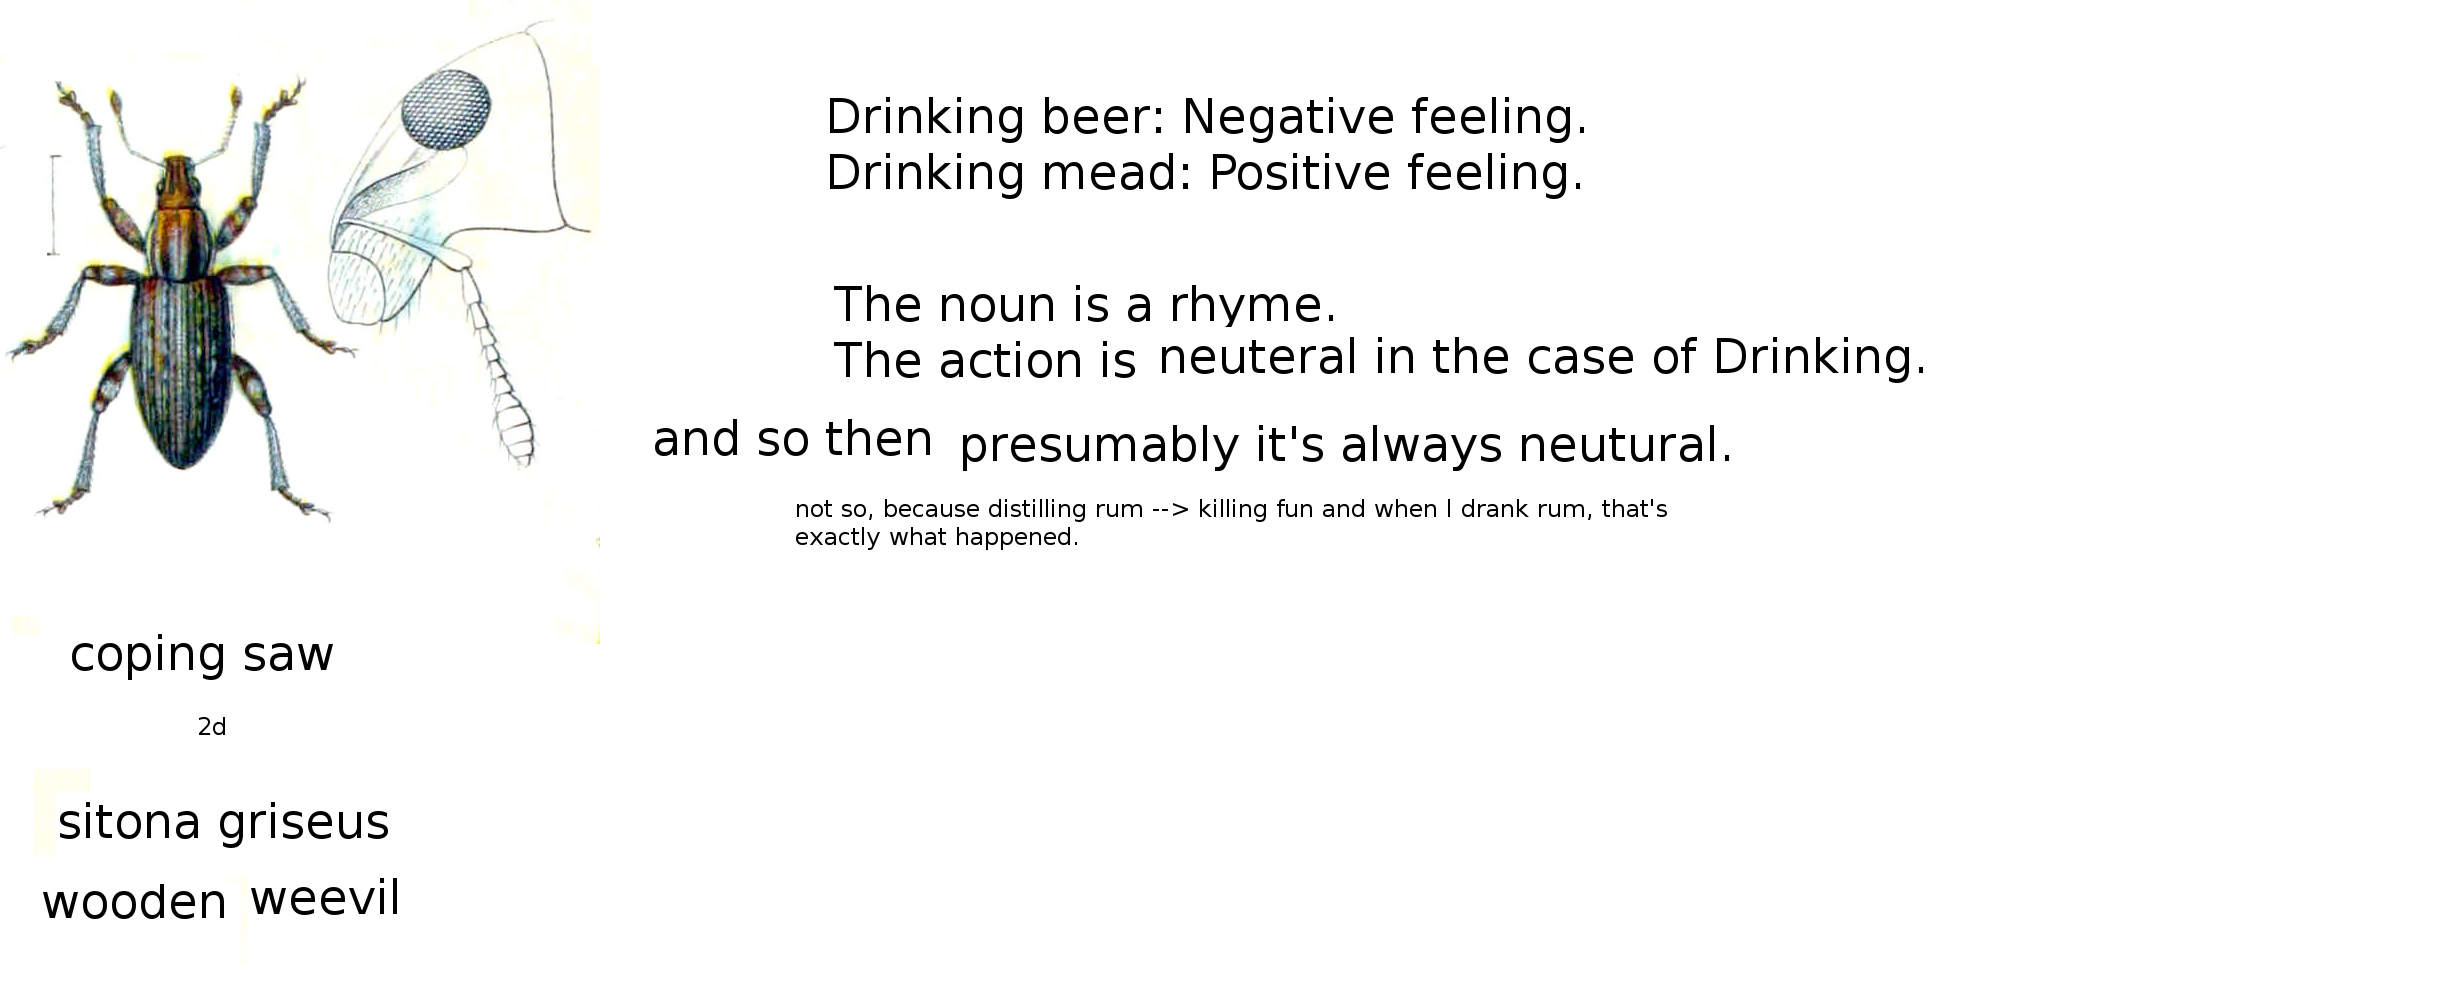 Drinking beer: Negative feeling.
Drinking mead: Positive feeling.
The noun is a rhyme.
The action is neuteral in the case of Drinking.
and so then presumably it's always neutural.
not so, because distilling rum --> killing fun and when I drank rum, that's
exactly what happened.
coping saw
2d
sitona griseus
wooden weevil